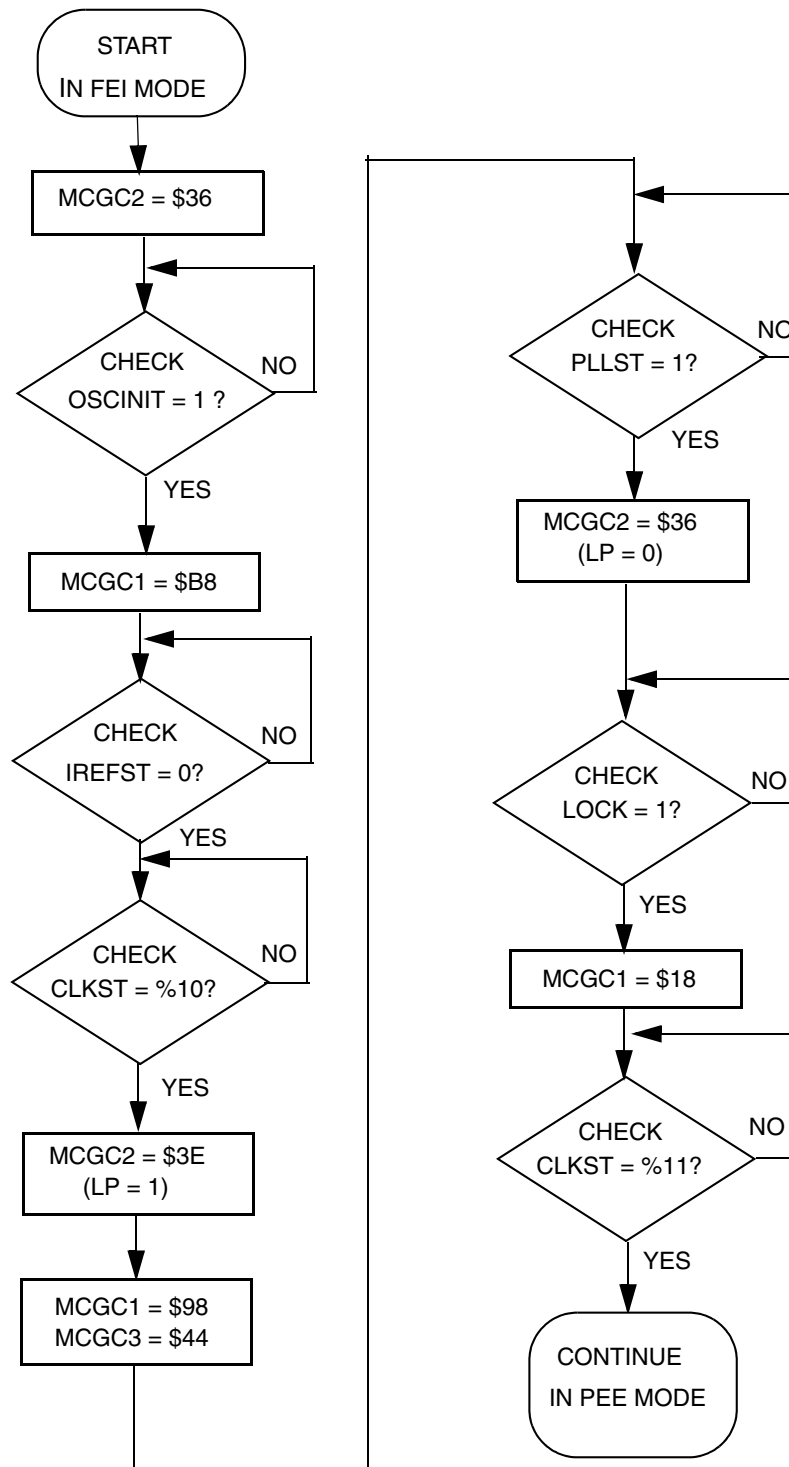 START
IN FEI MODE
MCGC2 = $36
CHECK
OSCINIT = 1 ?
NO
YES
MCGC1 = $B8
CHECK
IREFST = 0?
NO
YES
CHECK
CLKST = %10?
NO
YES
MCGC2 = $3E
(LP = 1)
MCGC1 = $98
MCGC3 = $44
CHECK
PLLST = 1?
NO
YES
MCGC2 = $36
(LP = 0)
CHECK
LOCK = 1?
NO
YES
MCGC1 = $18
CHECK
CLKST = %11?
NO
YES
CONTINUE
IN PEE MODE